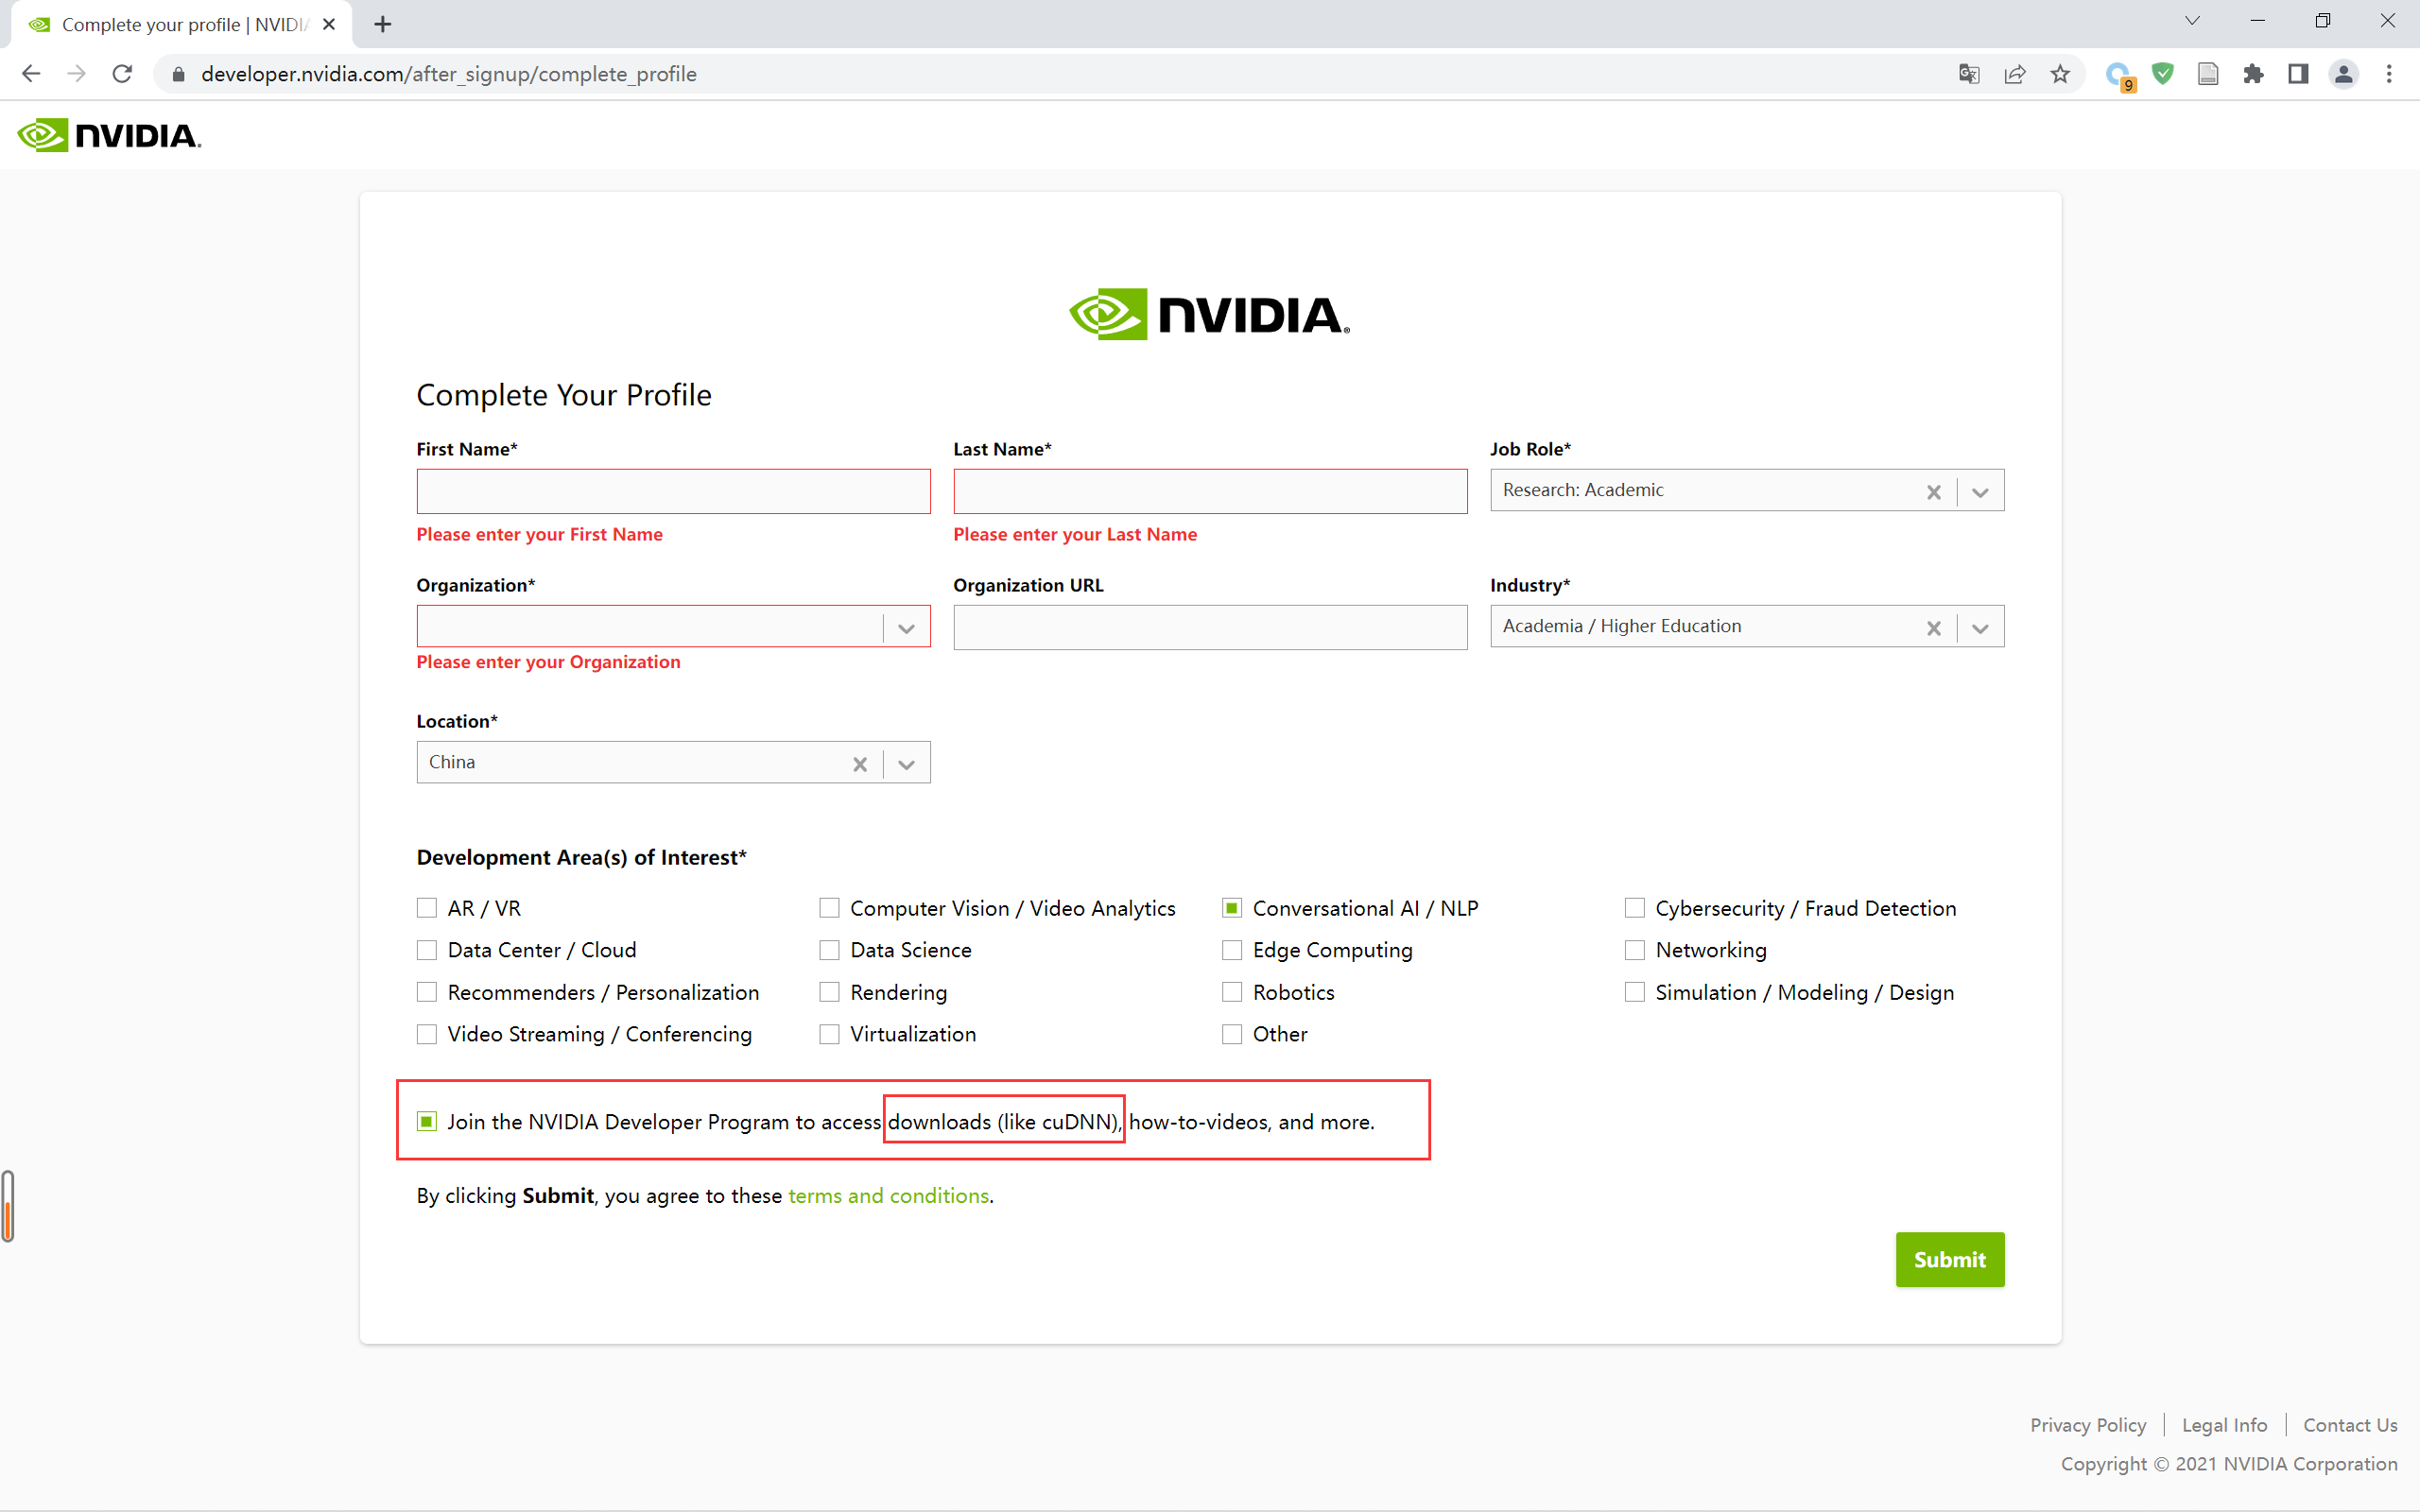 Complete your profile | NVIDI
developer.nvidia.com/after_signup/complete_profile
9
NVIDIA.
NVIDIA.
Complete Your Profile
First Name* Last Name* Job Role*
Research: Academic
Please enter your First Name Please enter your Last Name
Organization* Organization URL Industry*
Academia / Higher Education
Please enter your Organization
Location*
China
Development Area(s) of Interest*
AR / VR Computer Vision / Video Analytics Conversational AI / NLP Cybersecurity / Fraud Detection
Data Center / Cloud Data Science Edge Computing Networking
Recommenders / Personalization Rendering Robotics Simulation / Modeling / Design
Video Streaming / Conferencing Virtualization Other
Join the NVIDIA Developer Program to access downloads (like cuDNN), how-to-videos, and more.
By clicking Submit, you agree to these terms and conditions.
Submit
Privacy Policy Legal Info Contact Us
Copyright © 2021 NVIDIA Corporation